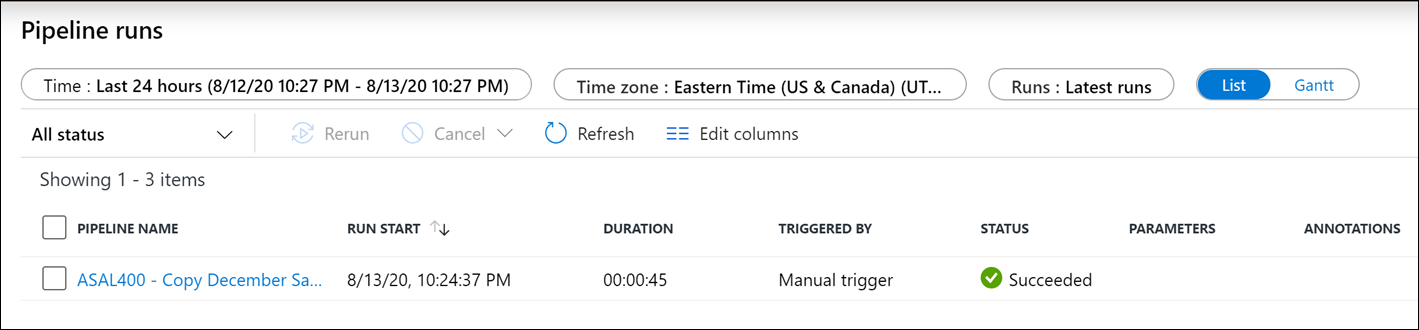 Pipeline runs
Time : Last 24 hours (8/12/20 10:27 PM - 8/13/20 10:27 PM) Time zone : Eastern Time (US & Canada) (UT... Runs : Latest runs List Gantt
All status Rerun Cancel Refresh Edit columns
Showing 1 - 3 items
PIPELINE NAME RUN START DURATION TRIGGERED BY STATUS PARAMETERS ANNOTATIONS
ASAL400 - Copy December Sa... 8/13/20, 10:24:37 PM 00:00:45 Manual trigger Succeeded